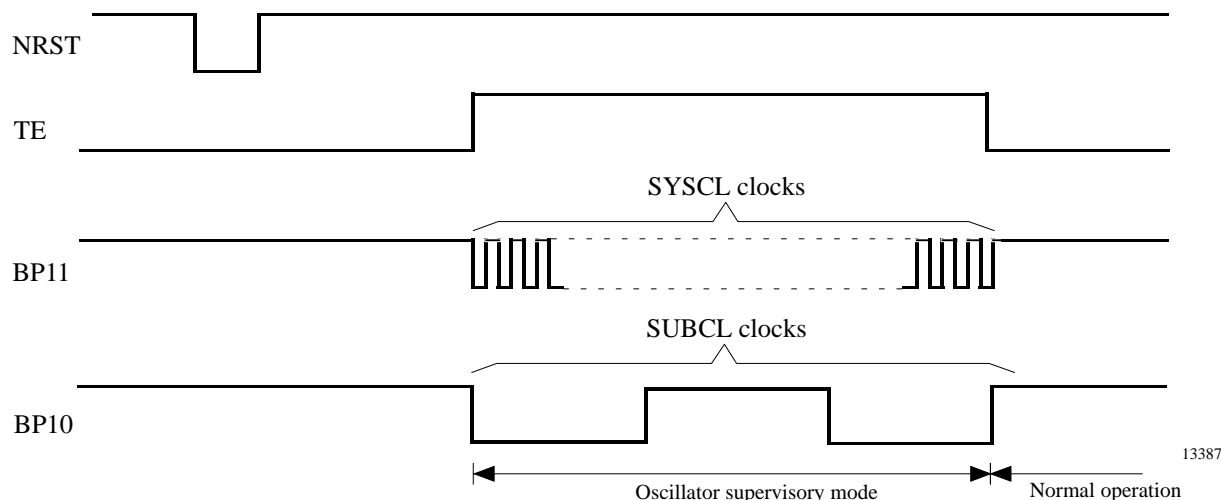 NRST
TE
SYSCL clocks
BP11
SUBCL clocks
BP10
13387
Oscillator supervisory mode
Normal operation